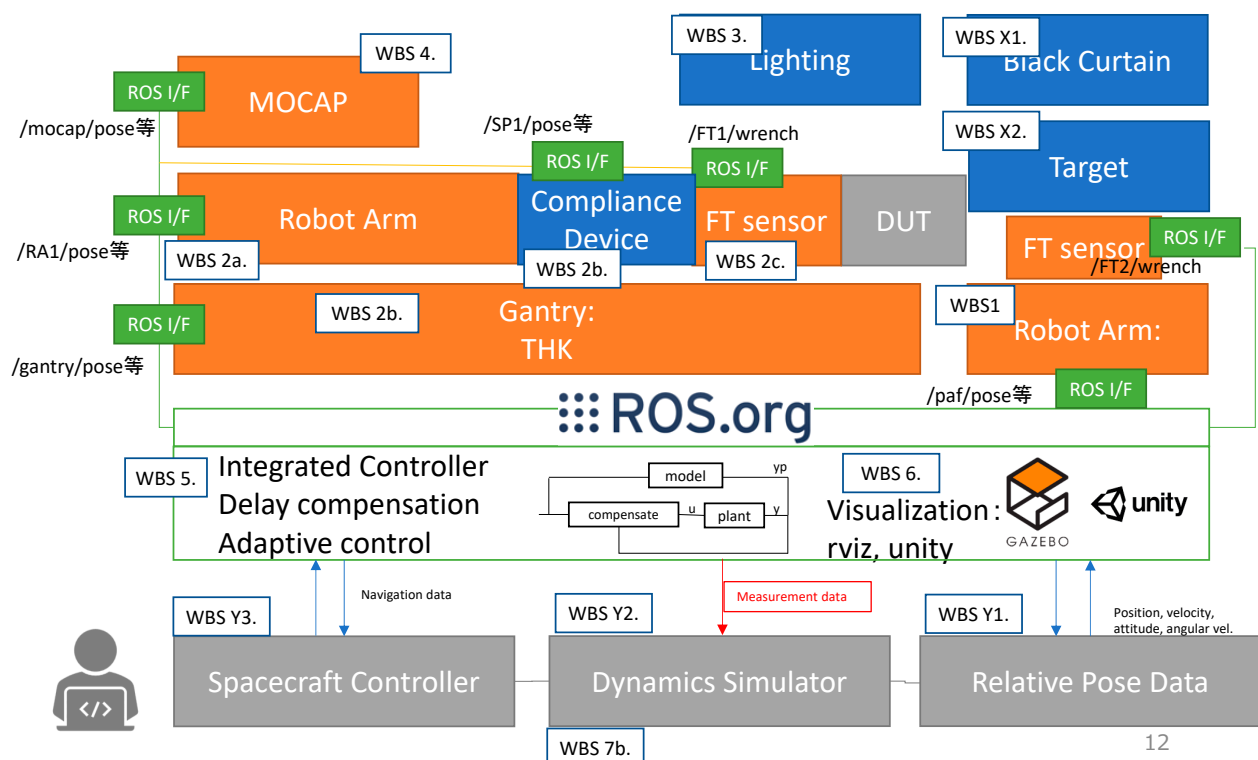 WBS 4.
WBS 3.
Lighting
WBS X1.
Black Curtain
ROS I/F
MOCAP
/mocap/pose等
/SP1/pose等
/FT1/wrench
WBS X2.
Target
ROS I/F
ROS I/F
ROS I/F
Robot Arm
Compliance
Device
FT sensor
DUT
/RA1/pose等
WBS 2a.
WBS 2b.
WBS 2c.
FT sensor
ROS I/F
/FT2/wrench
WBS 2b.
Gantry:
THK
ROS I/F
/gantry/pose等
WBS1
Robot Arm:
/paf/pose等
ROS I/F
ROS.org
WBS 5.
Integrated Controller
Delay compensation
Adaptive control
model
yp
compensate
u
plant
y
WBS 6.
Visualization :
rviz, unity
GAZEBO
unity
Navigation data
Measurement data
Position, velocity,
attitude, angular vel.
WBS Y3.
Spacecraft Controller
WBS Y2.
Dynamics Simulator
WBS 7b.
WBS Y1.
Relative Pose Data
</>
12